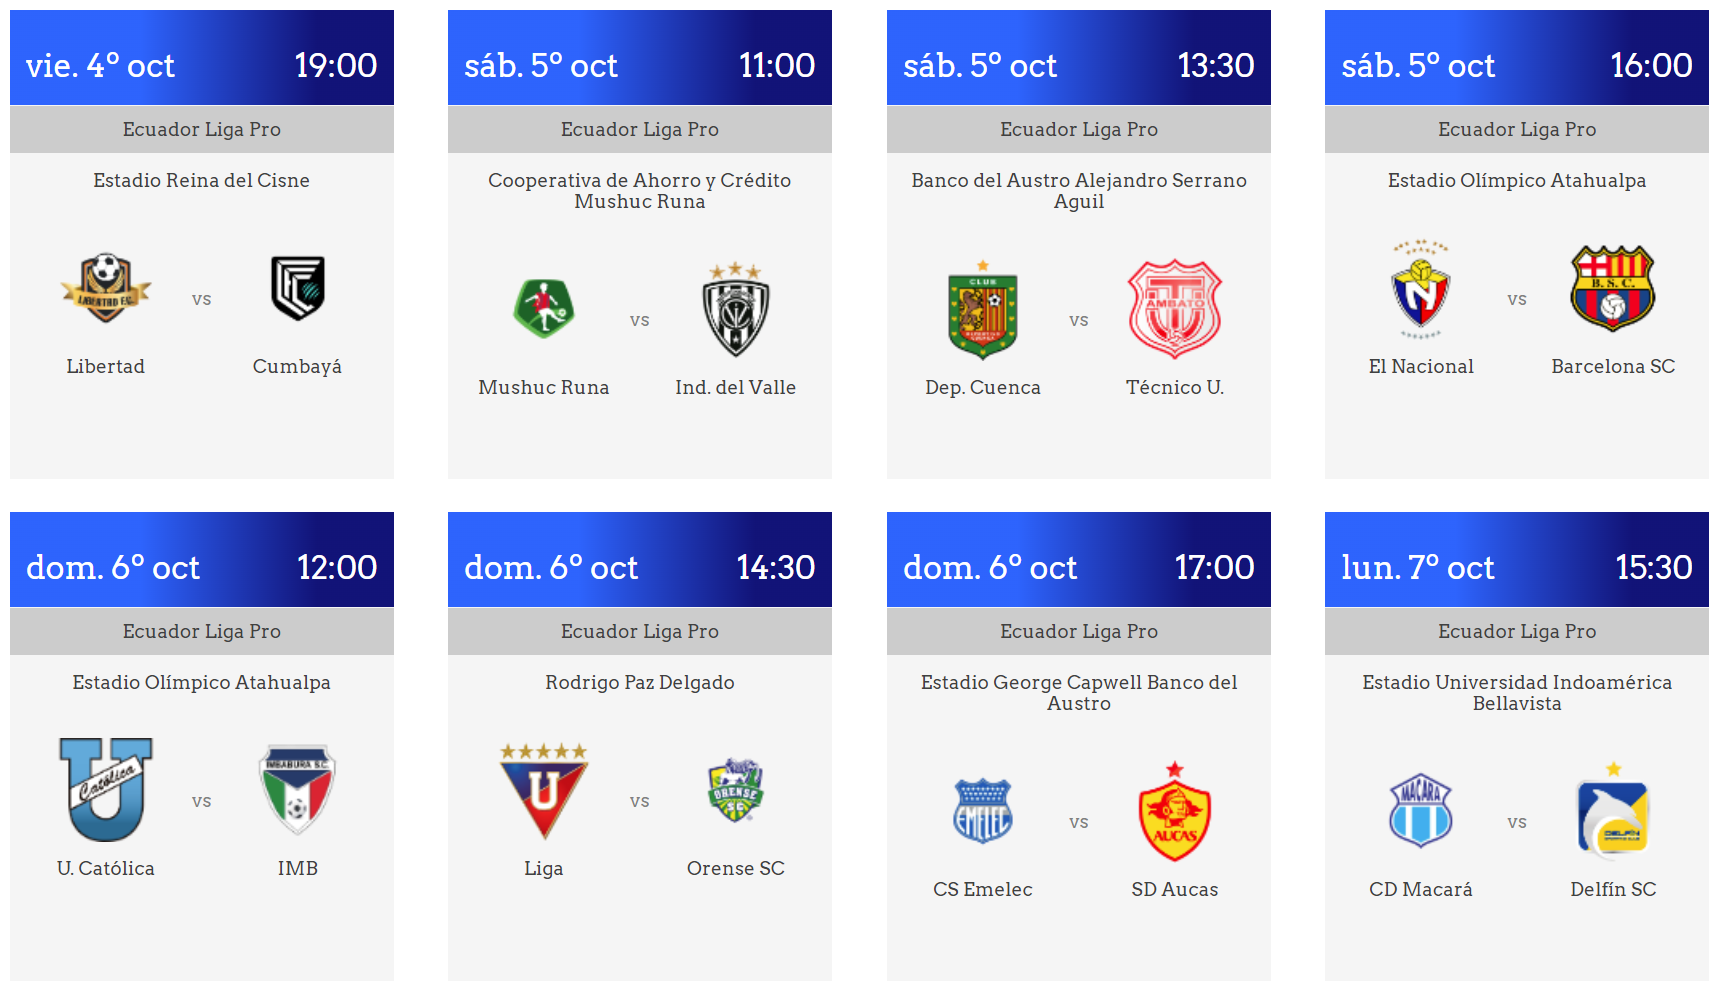 vie. 4º oct 19:00
Ecuador Liga Pro
Estadio Reina del Cisne
LIBERTAD F.C.
vs
Libertad
Cumbayá
sáb. 5º oct 11:00
Ecuador Liga Pro
Cooperativa de Ahorro y Crédito
Mushuc Runa
vs
Mushuc Runa
Ind. del Valle
sáb. 5º oct 13:30
Ecuador Liga Pro
Banco del Austro Alejandro Serrano
Aguil
CLUB
vs
AMBATO
Dep. Cuenca
Técnico U.
sáb. 5º oct 16:00
Ecuador Liga Pro
Estadio Olímpico Atahualpa
N
vs
B. S. C.
El Nacional
Barcelona SC
dom. 6º oct 12:00
Ecuador Liga Pro
Estadio Olímpico Atahualpa
U
Católica
vs
IMBABURA S.C.
U. Católica
IMB
dom. 6º oct 14:30
Ecuador Liga Pro
Rodrigo Paz Delgado
U
vs
ORENSE
SC
Liga
Orense SC
dom. 6º oct 17:00
Ecuador Liga Pro
Estadio George Capwell Banco del
Austro
EMELEC
vs
AUCAS
CS Emelec
SD Aucas
lun. 7º oct 15:30
Ecuador Liga Pro
Estadio Universidad Indoamérica
Bellavista
MACARA
vs
DELFIN
CD Macará
Delfín SC